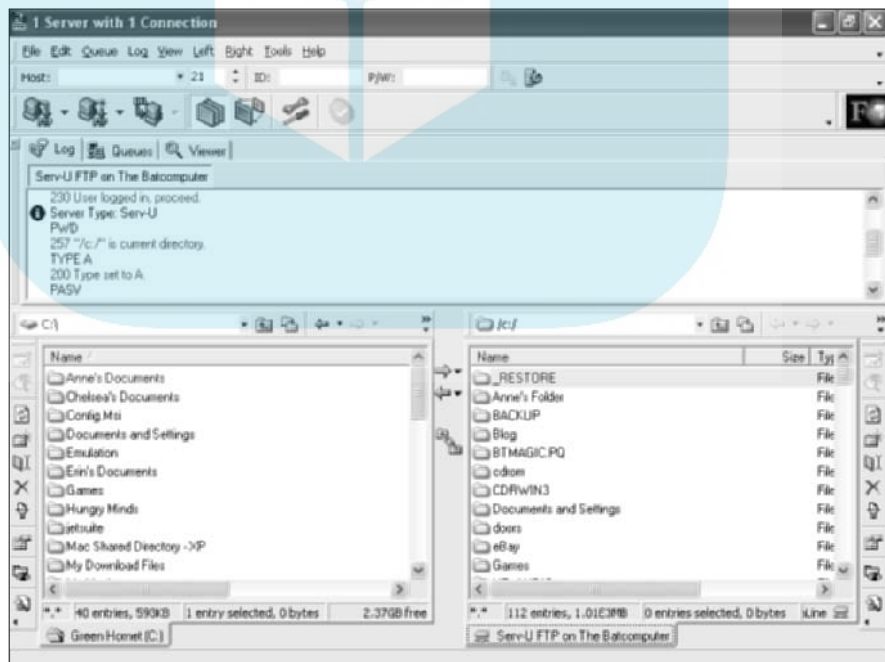 1 Server with 1 Connection
File Edit Queue Log View Left Right Tools Help
Host: 21 ID: P/W:
Log Queues Viewer
Serv-U FTP on The Batcomputer
230 User logged in, proceed.
Server Type: Serv-U
PWD
257 "/c:/" is current directory.
TYPE A
200 Type set to A.
PASV
C:\
Name
Anne's Documents
Chelsea's Documents
Config.Msi
Documents and Settings
Emulation
Erin's Documents
Games
Hungry Minds
jetsuite
Mac Shared Directory ->XP
My Download Files
*.* 40 entries, 590KB 1 entry selected, 0 bytes 2.37GB free
Green Hornet (C:)
/c:/
Name Size Typ
_RESTORE File
Anne's Folder File
BACKUP File
Blog File
BTMAGIC.PQ File
cdrom File
CDRWIN3 File
Documents and Settings File
doors File
eBay File
Games File
*.* 112 entries, 1.01E3MB 0 entries selected, 0 bytes
Serv-U FTP on The Batcomputer